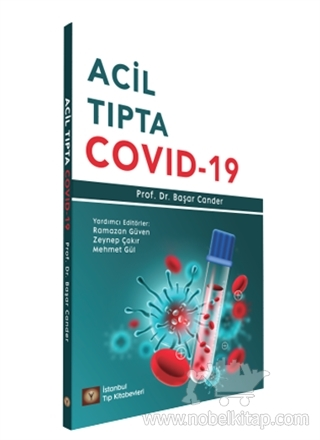 ACİL
TIPTA
COVID-19
Prof. Dr. Başar Cander
Yardımcı Editörler:
Ramazan Güven
Zeynep Çakır
Mehmet Gül
İstanbul
Tıp Kitabevleri
ACİL TIPTA COVID-19
Prof. Dr. Başar Cander
www.nobelkitap.com